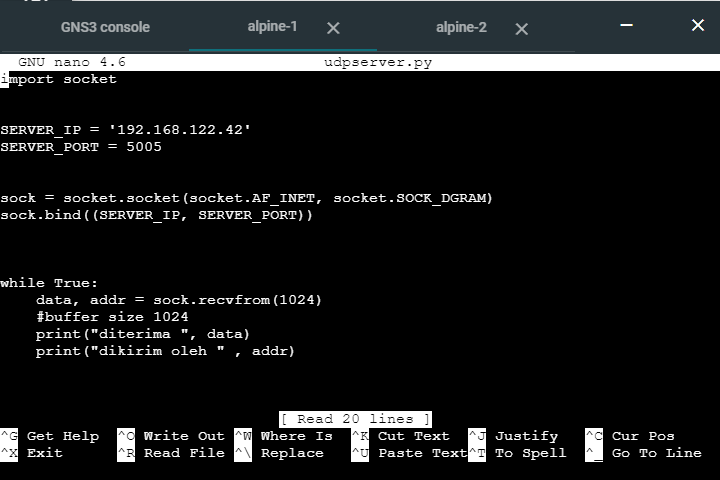 GNS3 console alpine-1 alpine-2
GNU nano 4.6 udpserver.py
import socket
SERVER_IP = '192.168.122.42'
SERVER_PORT = 5005
sock = socket.socket(socket.AF_INET, socket.SOCK_DGRAM)
sock.bind((SERVER_IP, SERVER_PORT))
while True:
    data, addr = sock.recvfrom(1024)
    #buffer size 1024
    print("diterima ", data)
    print("dikirim oleh " , addr)
[ Read 20 lines ]
^G Get Help ^O Write Out ^W Where Is ^K Cut Text ^J Justify ^C Cur Pos
^X Exit ^R Read File ^\ Replace ^U Paste Text ^T To Spell ^_ Go To Line